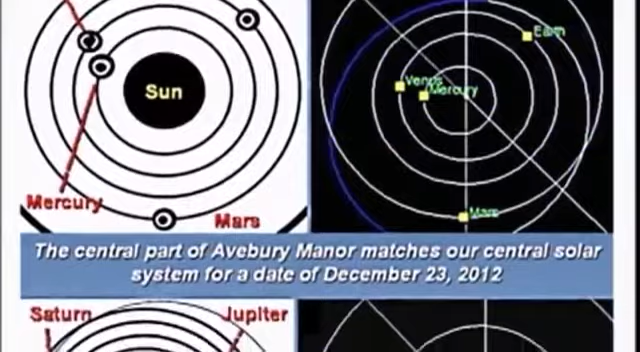 Sun
Mercury
Mars
Earth
Venus
Mercury
Mars
The central part of Avebury Manor matches our central solar
system for a date of December 23, 2012
Saturn
Jupiter